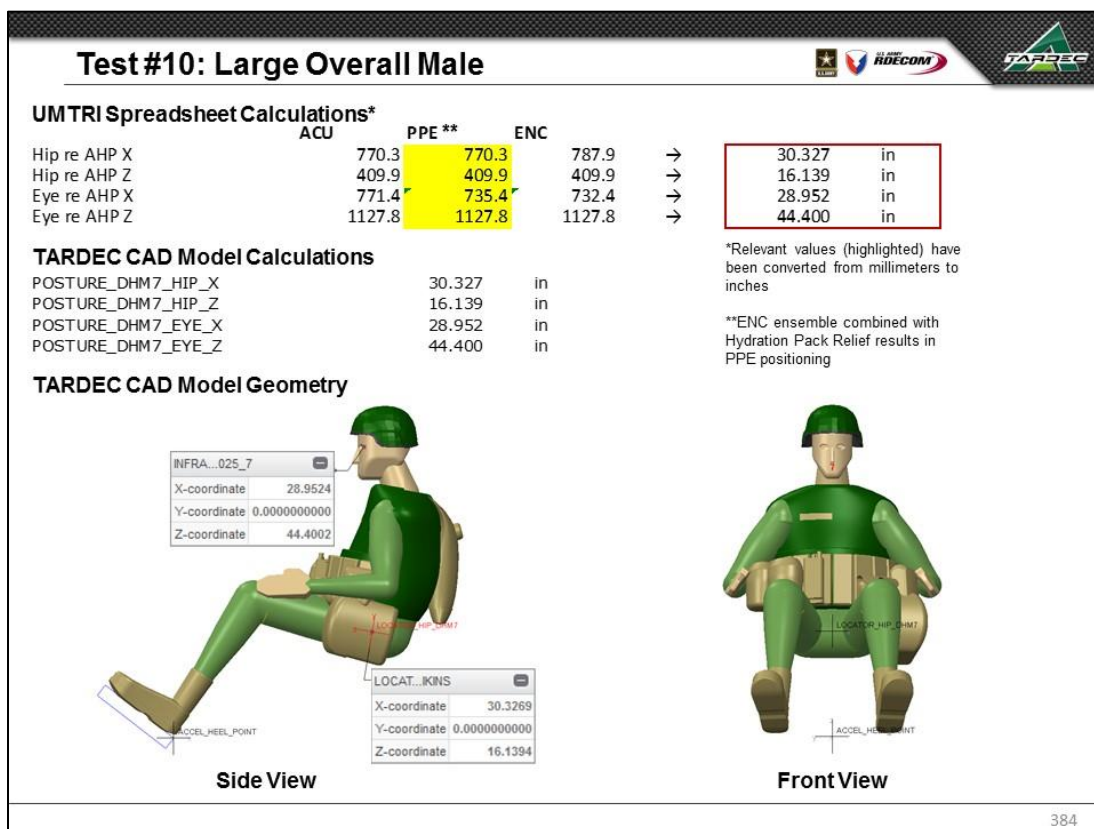 Test #10: Large Overall Male
U.S. ARMY
U.S. ARMY
RDECOM
TARDEC
UMTRI Spreadsheet Calculations*
ACU PPE ** ENC
Hip re AHP X 770.3 770.3 787.9 → 30.327 in
Hip re AHP Z 409.9 409.9 409.9 → 16.139 in
Eye re AHP X 771.4 735.4 732.4 → 28.952 in
Eye re AHP Z 1127.8 1127.8 1127.8 → 44.400 in
*Relevant values (highlighted) have
been converted from millimeters to
inches
**ENC ensemble combined with
Hydration Pack Relief results in
PPE positioning
TARDEC CAD Model Calculations
POSTURE_DHM7_HIP_X 30.327 in
POSTURE_DHM7_HIP_Z 16.139 in
POSTURE_DHM7_EYE_X 28.952 in
POSTURE_DHM7_EYE_Z 44.400 in
TARDEC CAD Model Geometry
INFRA...025_7
X-coordinate 28.9524
Y-coordinate 0.0000000000
Z-coordinate 44.4002
LOCATOR_HIP_DHM7
LOCAT...IKINS
X-coordinate 30.3269
Y-coordinate 0.0000000000
Z-coordinate 16.1394
ACCEL_HEEL_POINT
Side View
LOCATOR_HIP_DHM7
ACCEL_HEEL_POINT
Front View
384